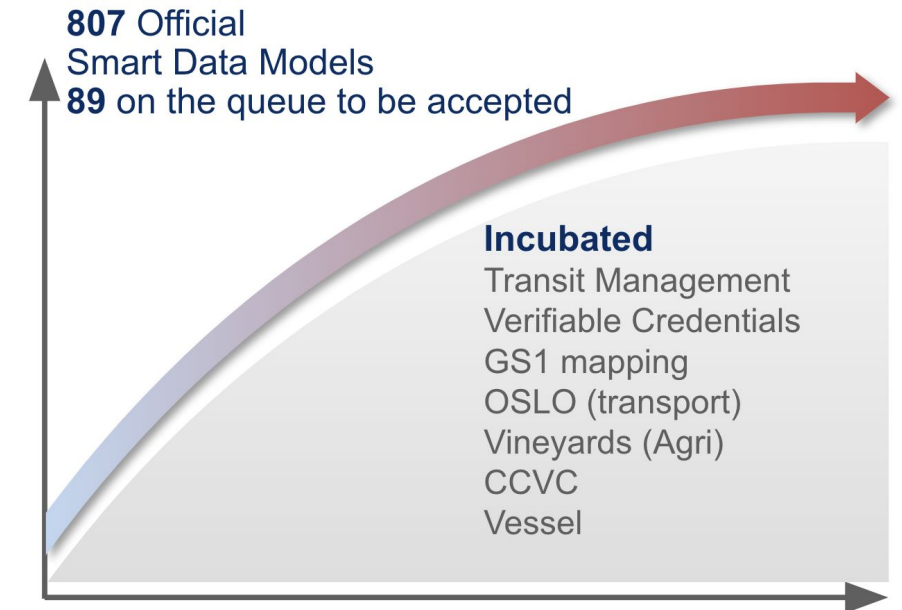 807 Official
Smart Data Models
89 on the queue to be accepted
Incubated
Transit Management
Verifiable Credentials
GS1 mapping
OSLO (transport)
Vineyards (Agri)
CCVC
Vessel